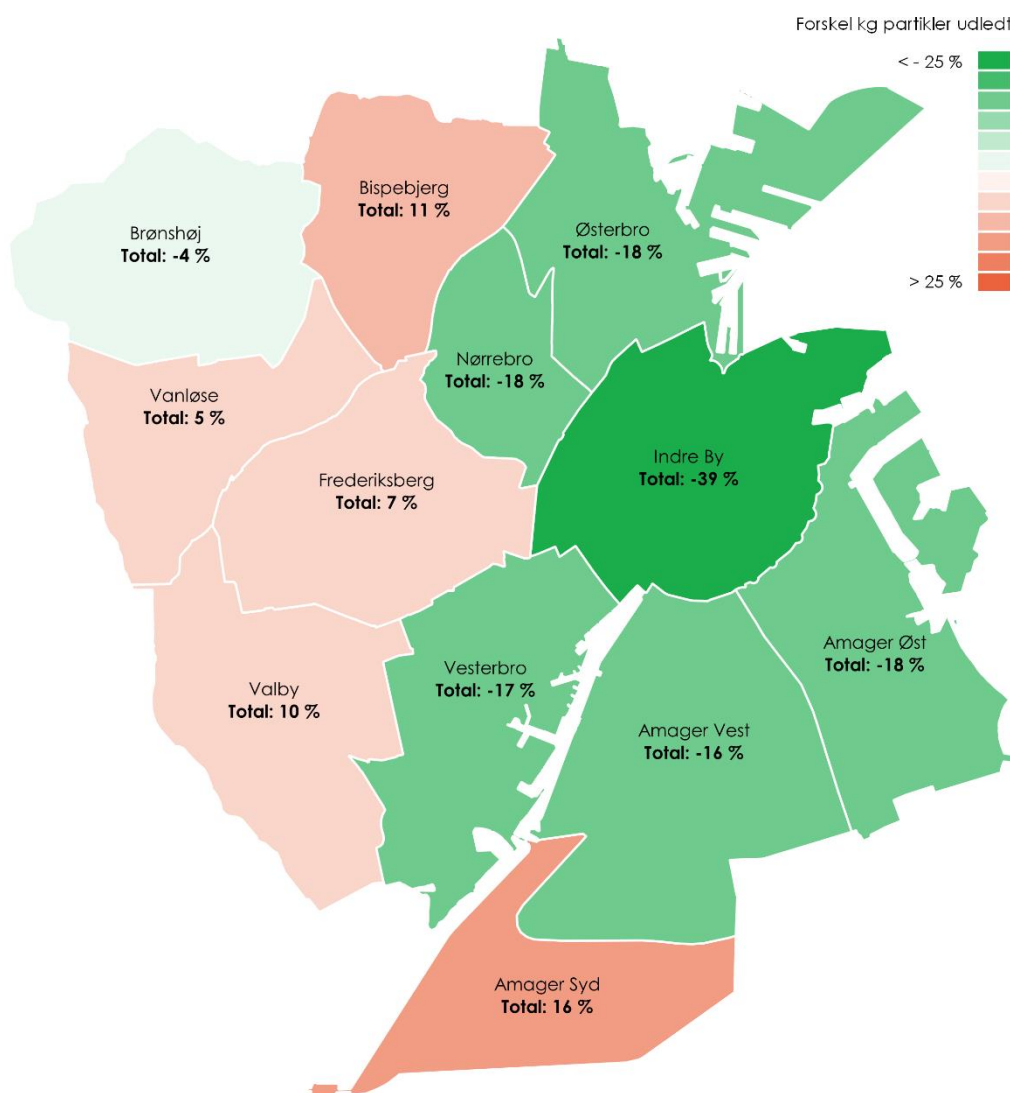 Forskel kg partikler udledt
< - 25 %
> 25 %
Bispebjerg
Total: 11 %
Brønshøj
Total: -4 %
Østerbro
Total: -18 %
Nørrebro
Total: -18 %
Vanløse
Total: 5 %
Indre By
Total: -39 %
Frederiksberg
Total: 7 %
Amager Øst
Total: -18 %
Vesterbro
Total: -17 %
Valby
Total: 10 %
Amager Vest
Total: -16 %
Amager Syd
Total: 16 %